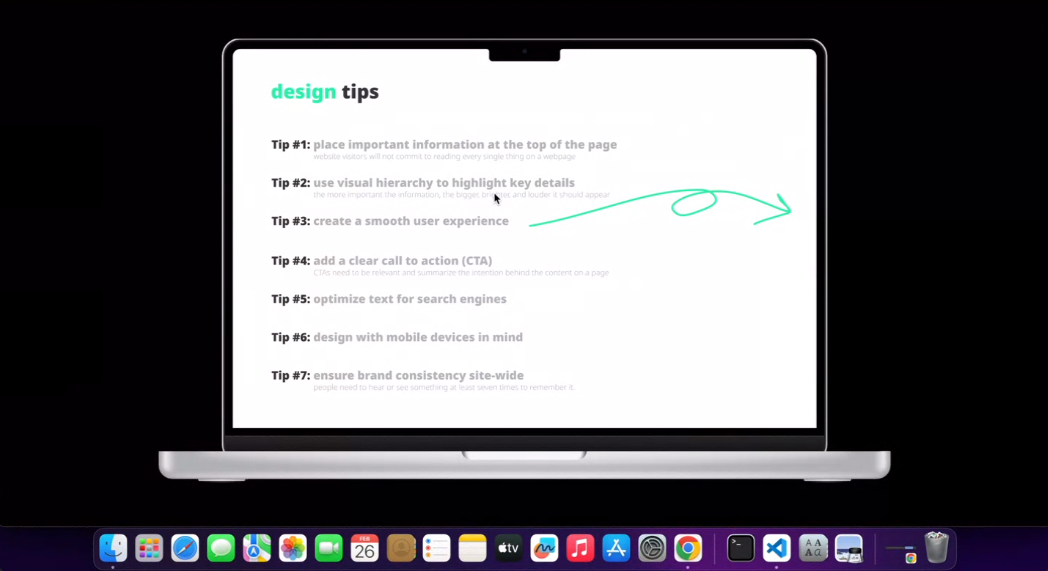 design tips
Tip #1: place important information at the top of the page
website visitors will not commit to reading every single thing on a webpage
Tip #2: use visual hierarchy to highlight key details
the more important the information, the bigger, and louder it should appear
Tip #3: create a smooth user experience
Tip #4: add a clear call to action (CTA)
CTAs need to be relevant and summarize the intention behind the content on a page
Tip #5: optimize text for search engines
Tip #6: design with mobile devices in mind
Tip #7: ensure brand consistency site-wide
people need to hear or see something at least seven times to remember it.
FEB
26
tv
A A
A G